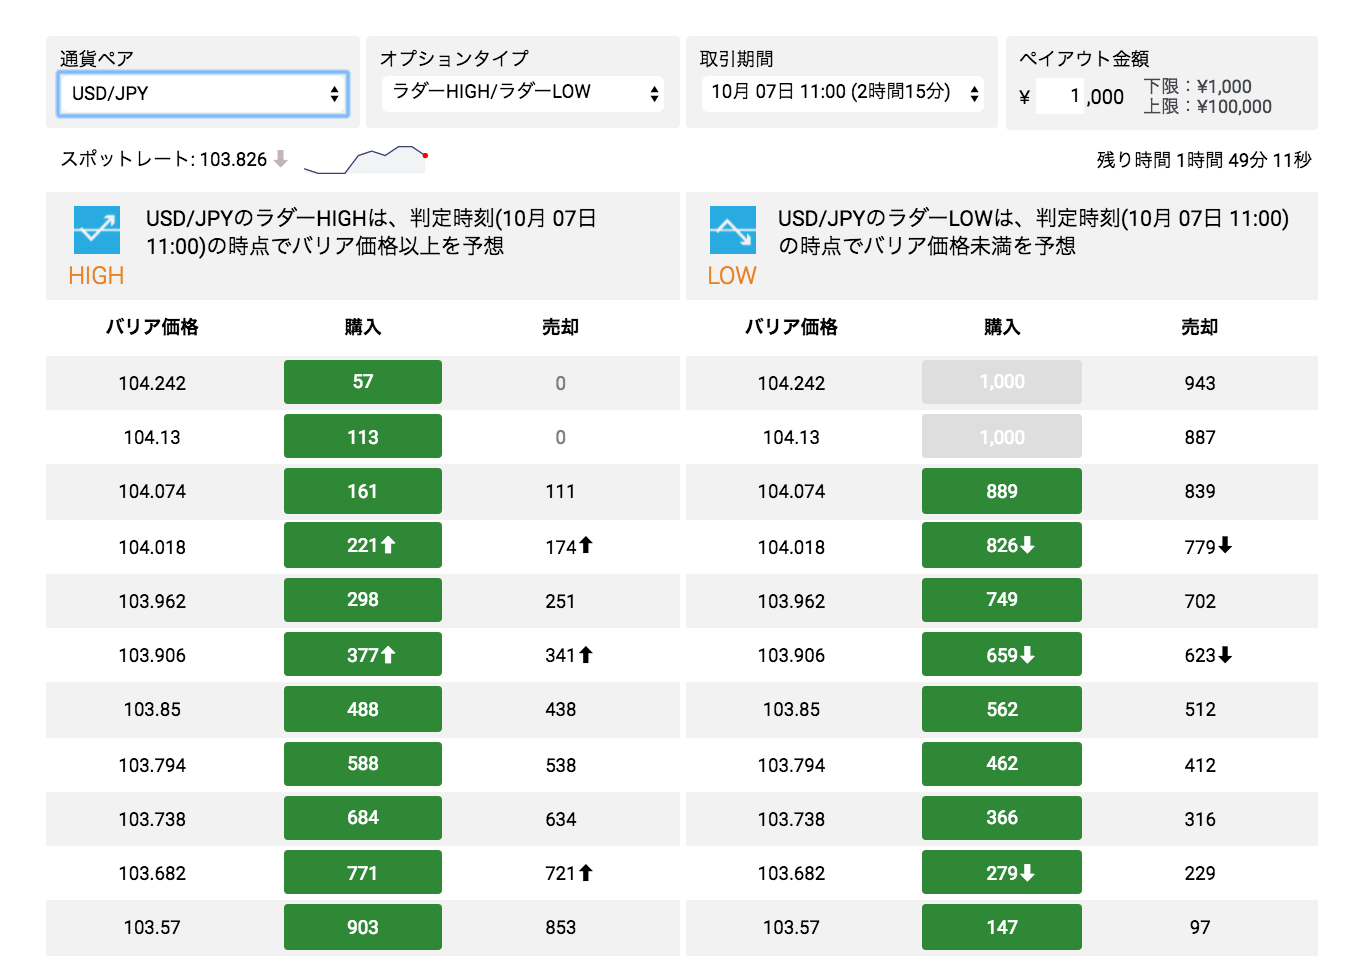 通貨ペア
USD/JPY
オプションタイプ
ラダーHIGH/ラダーLOW
取引期間
10月 07日 11:00 (2時間15分)
ペイアウト金額
¥ 1 ,000
下限：¥1,000
上限：¥100,000
スポットレート: 103.826
残り時間 1時間 49分 11秒
HIGH
USD/JPYのラダーHIGHは、判定時刻(10月 07日
11:00)の時点でバリア価格以上を予想
LOW
USD/JPYのラダーLOWは、判定時刻(10月 07日 11:00)
の時点でバリア価格未満を予想
バリア価格 購入 売却 バリア価格 購入 売却
104.242 57 0 104.242 1,000 943
104.13 113 0 104.13 1,000 887
104.074 161 111 104.074 889 839
104.018 221⬆ 174⬆ 104.018 826⬇ 779⬇
103.962 298 251 103.962 749 702
103.906 377⬆ 341⬆ 103.906 659⬇ 623⬇
103.85 488 438 103.85 562 512
103.794 588 538 103.794 462 412
103.738 684 634 103.738 366 316
103.682 771 721⬆ 103.682 279⬇ 229
103.57 903 853 103.57 147 97